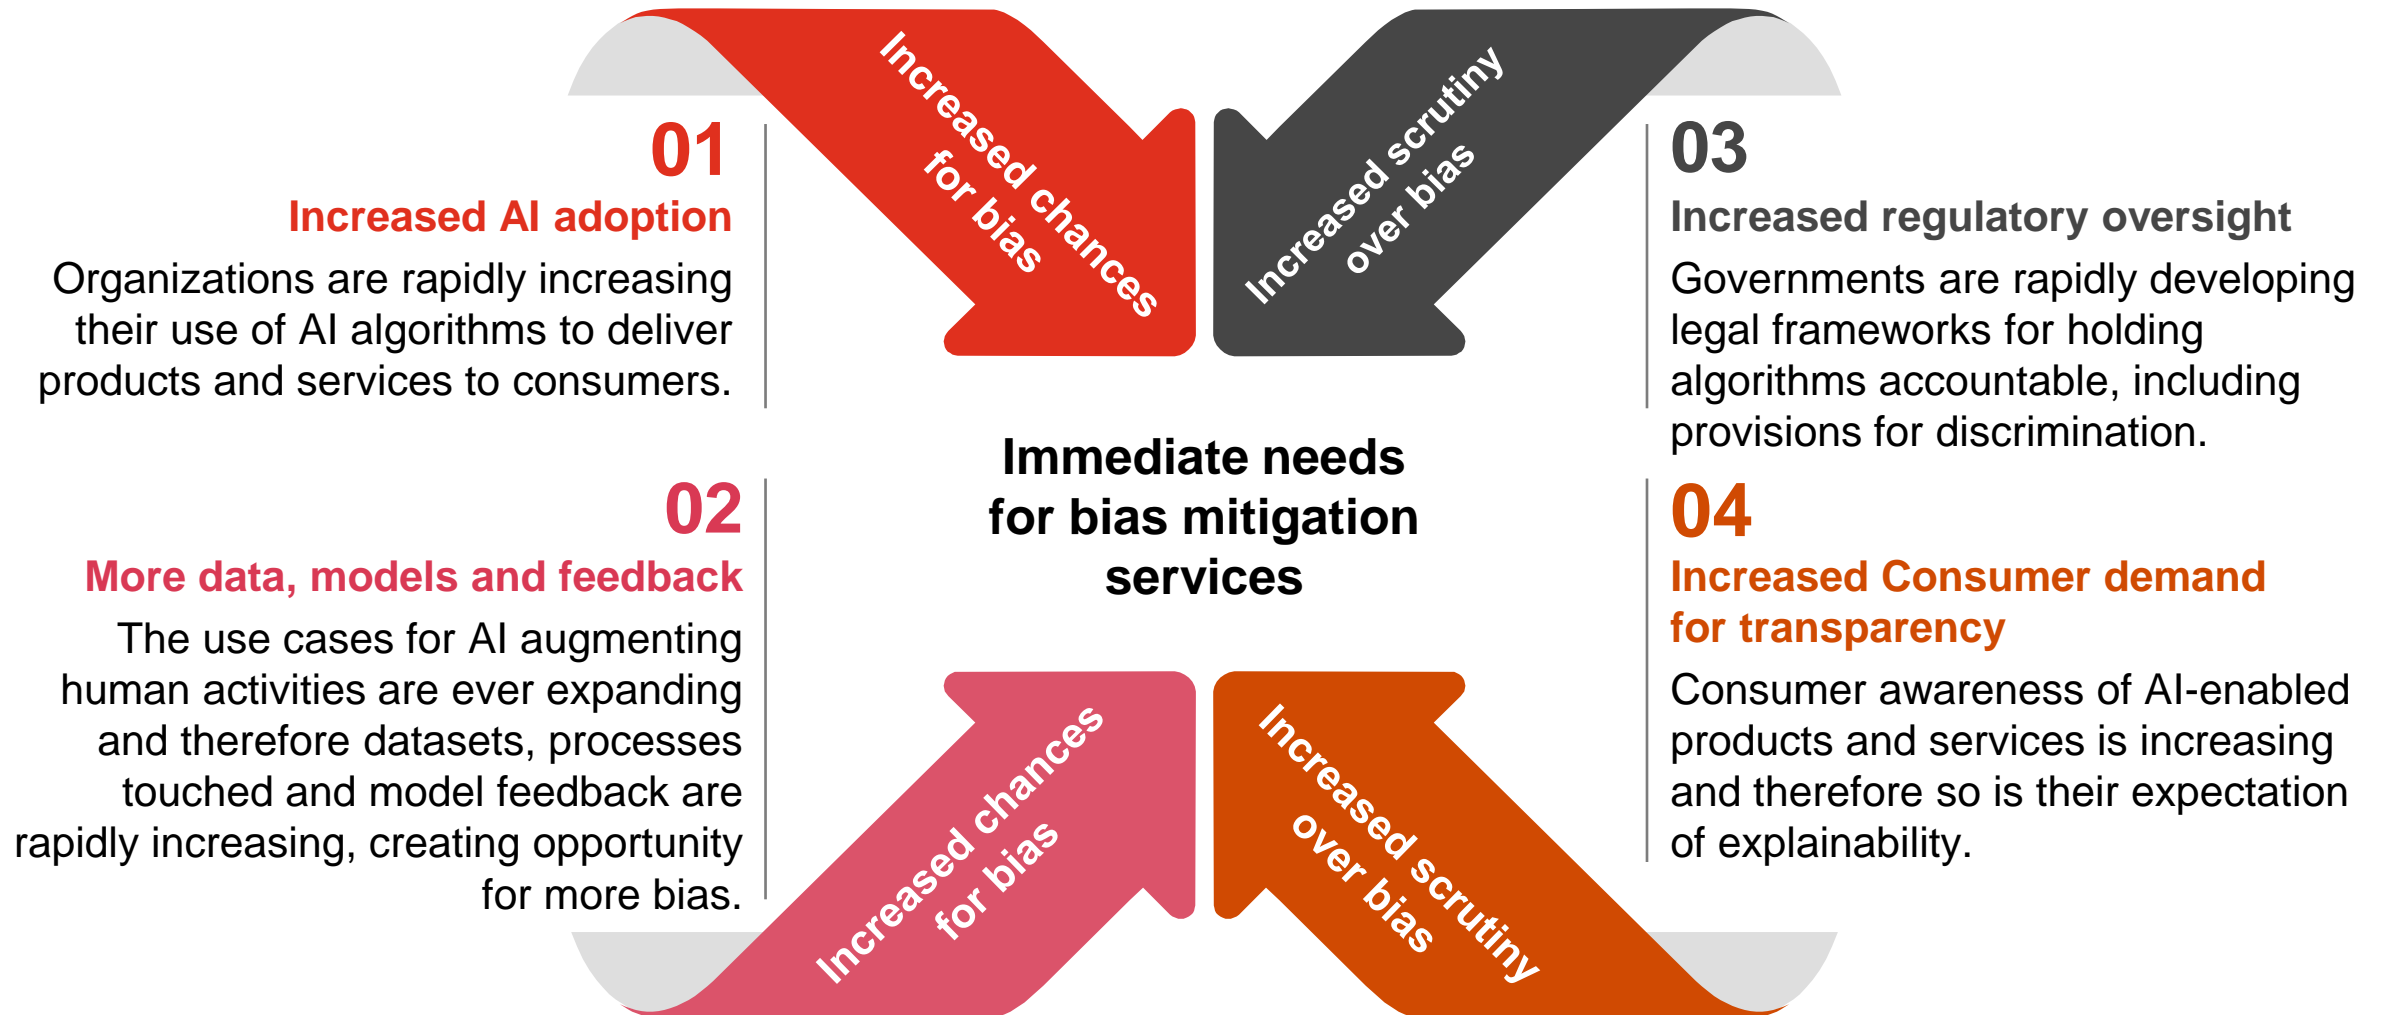 01
Increased AI adoption
Organizations are rapidly increasing
their use of AI algorithms to deliver
products and services to consumers.
02
More data, models and feedback
The use cases for AI augmenting
human activities are ever expanding
and therefore datasets, processes
touched and model feedback are
rapidly increasing, creating opportunity
for more bias.
Increased chances
for bias
Increased scrutiny
over bias
Immediate needs
for bias mitigation
services
Increased chances
for bias
Increased scrutiny
over bias
03
Increased regulatory oversight
Governments are rapidly developing
legal frameworks for holding
algorithms accountable, including
provisions for discrimination.
04
Increased Consumer demand
for transparency
Consumer awareness of AI-enabled
products and services is increasing
and therefore so is their expectation
of explainability.